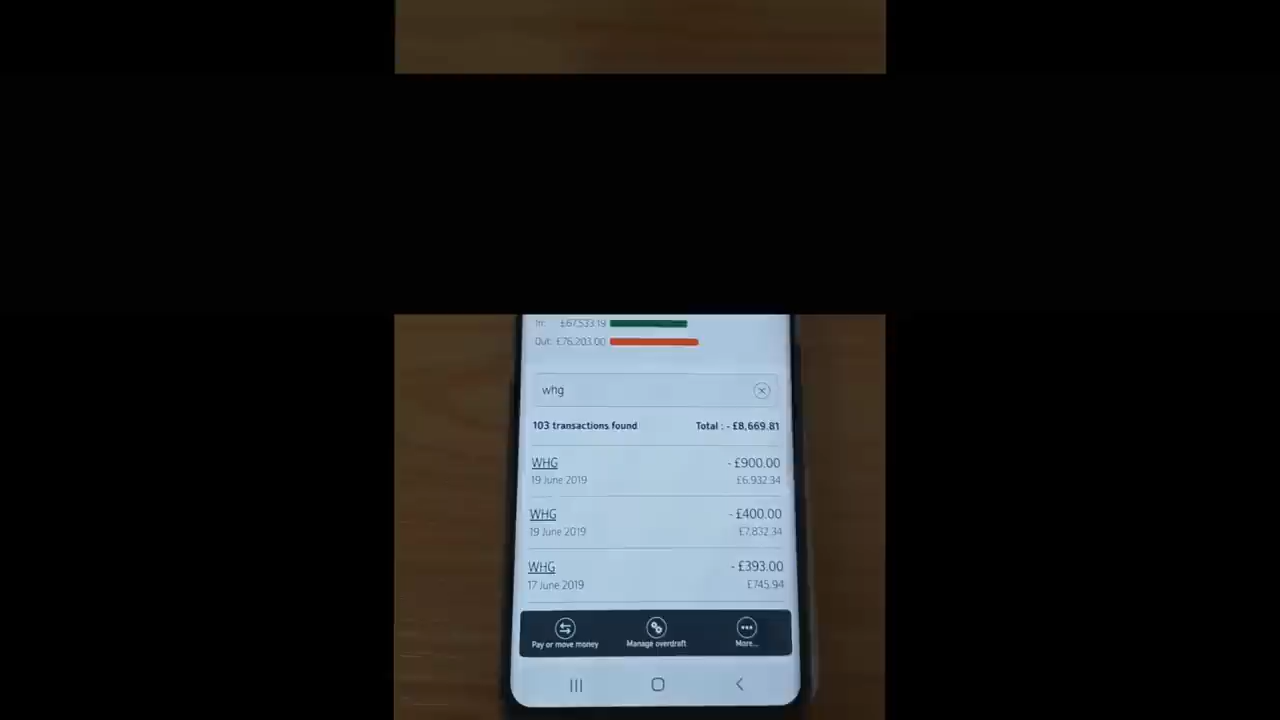 In: £67,533.19
Out: £76,203.00
whg
103 transactions found Total : - £8,669.81
WHG - £900.00
19 June 2019 £6,932.34
WHG - £400.00
19 June 2019 £7,832.34
WHG - £393.00
17 June 2019 £745.94
Pay or move money Manage overdraft More...